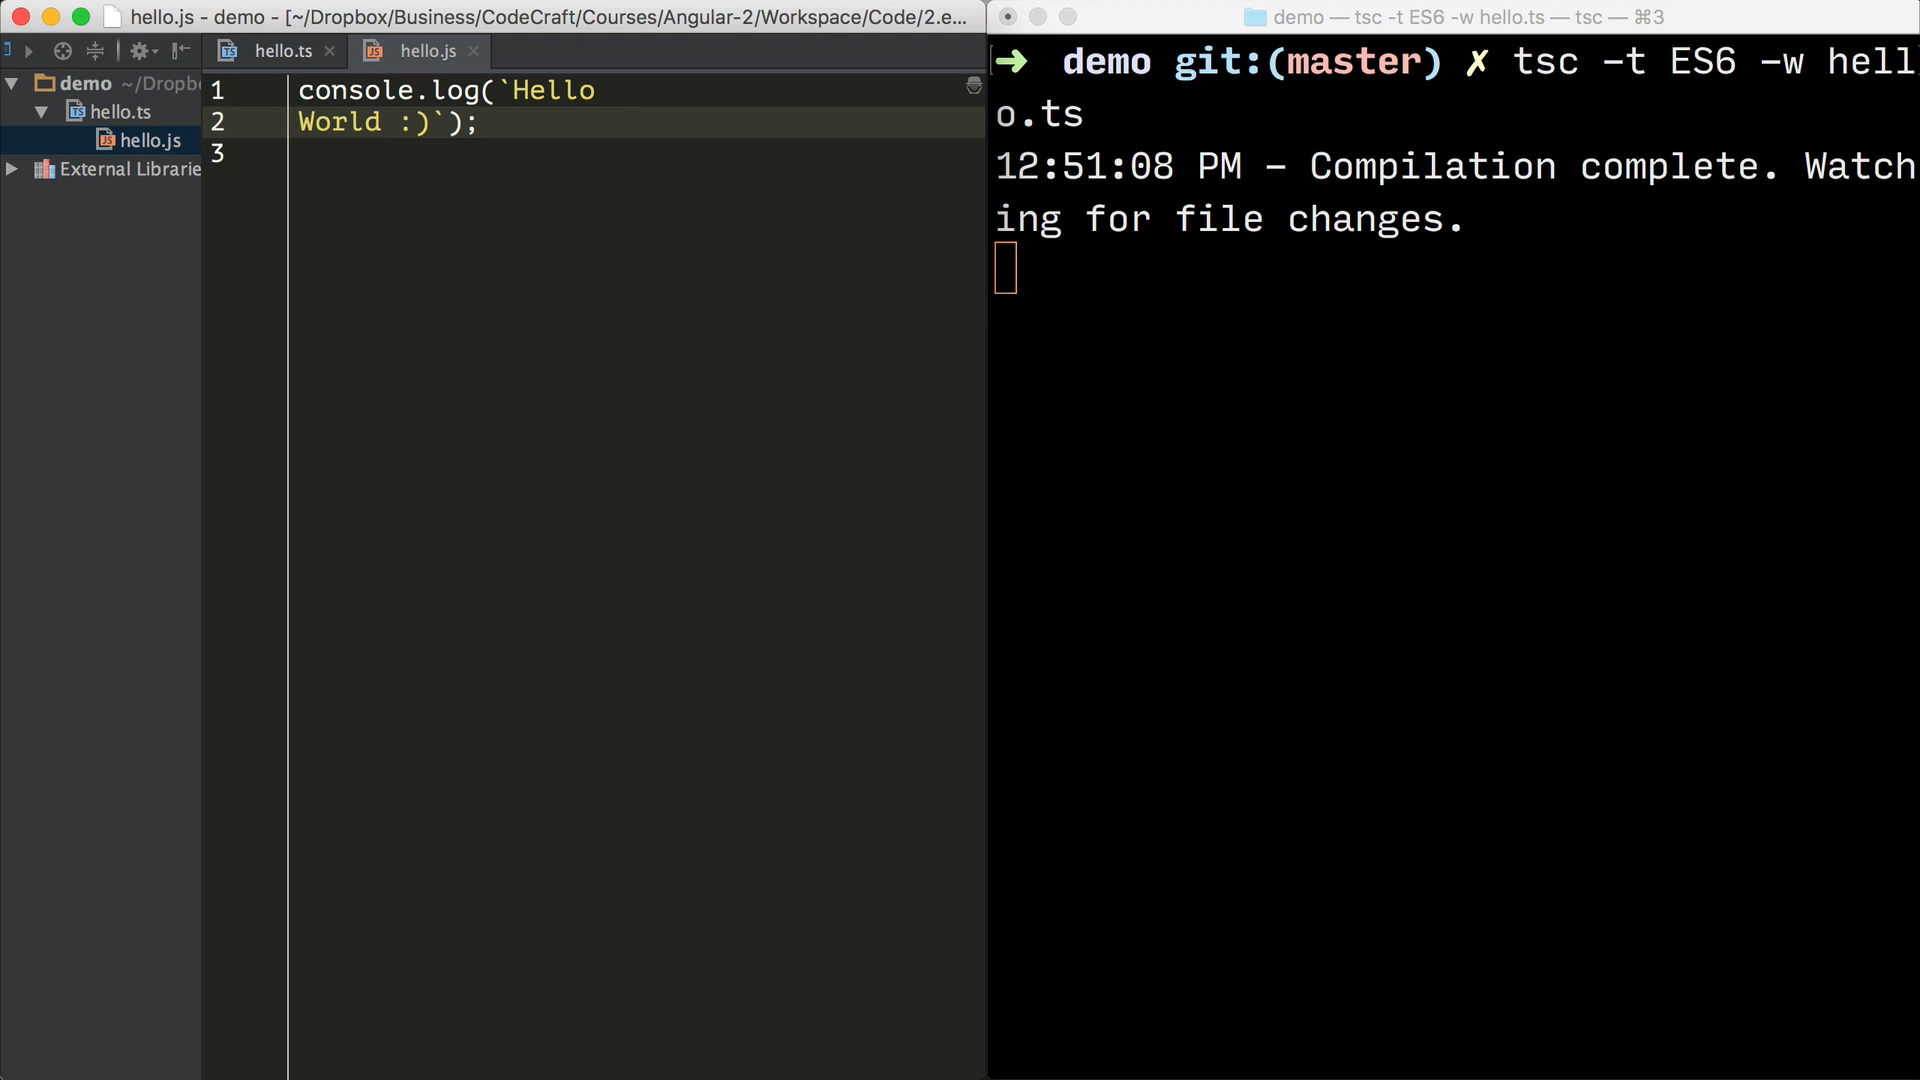 hello.js - demo - [~/Dropbox/Business/CodeCraft/Courses/Angular-2/Workspace/Code/2.e...
demo — tsc -t ES6 -w hello.ts — tsc — ⌘3
hello.ts
hello.js
demo ~/Dropb
hello.ts
hello.js
External Librarie
1 console.log(`Hello
2 World :)`);
3
➜ demo git:(master) ✗ tsc -t ES6 -w hell
o.ts
12:51:08 PM - Compilation complete. Watch
ing for file changes.